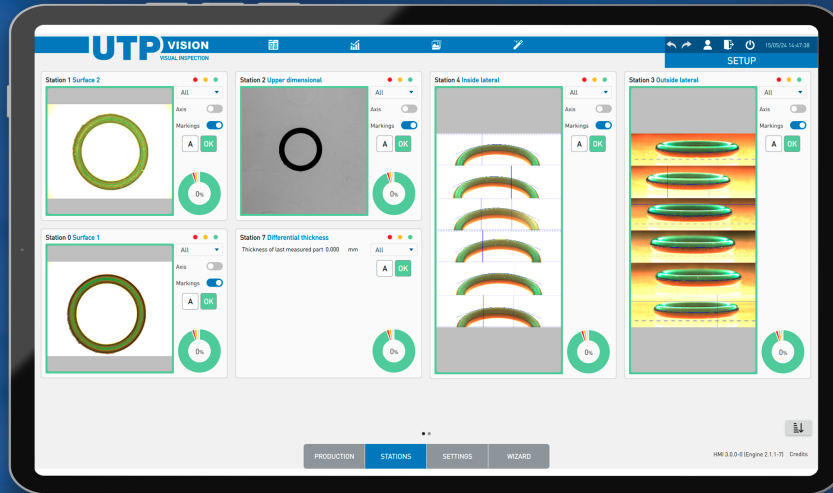 UTP VISION
VISUAL INSPECTION
15/05/24 14:47:38
SETUP
Station 1 Surface 2
All
Axis
Markings
A OK
0%
Station 2 Upper dimensional
All
Axis
Markings
A OK
0%
Station 4 Inside lateral
All
Axis
Markings
A OK
0%
Station 3 Outside lateral
All
Axis
Markings
A OK
0%
Station 0 Surface 1
All
Axis
Markings
A OK
0%
Station 7 Differential thickness
Thickness of last measured part 0.000 mm
All
A OK
0%
PRODUCTION STATIONS SETTINGS WIZARD
HMI 3.0.0-0 (Engine 2.1.1-7) Credits